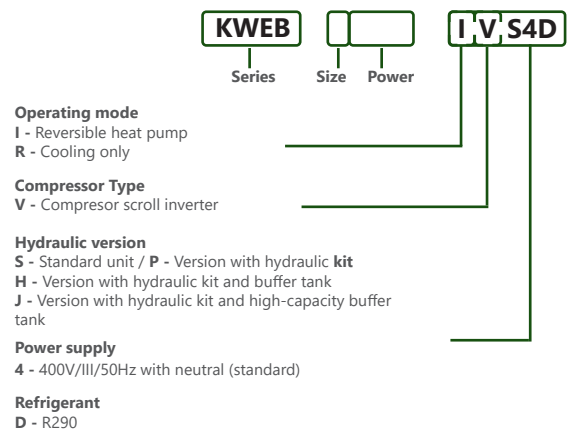 KWEB I V S4D
Series Size Power
Operating mode
I - Reversible heat pump
R - Cooling only
Compressor Type
V - Compresor scroll inverter
Hydraulic version
S - Standard unit / P - Version with hydraulic kit
H - Version with hydraulic kit and buffer tank
J - Version with hydraulic kit and high-capacity buffer
tank
Power supply
4 - 400V/III/50Hz with neutral (standard)
Refrigerant
D - R290